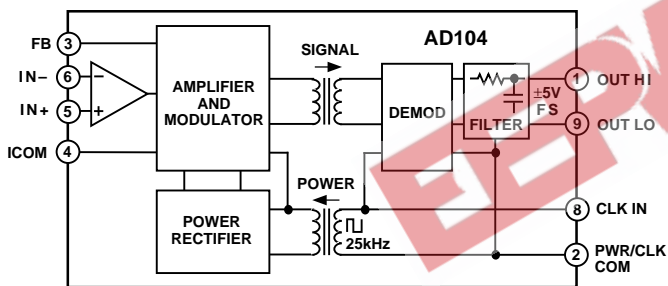 AD104
FB 3
IN– 6
IN+ 5
ICOM 4
– +
AMPLIFIER
AND
MODULATOR
SIGNAL
DEMOD
FILTER
±5V
FS
1 OUT HI
9 OUT LO
POWER
RECTIFIER
POWER
25kHz
8 CLK IN
2 PWR/CLK
COM